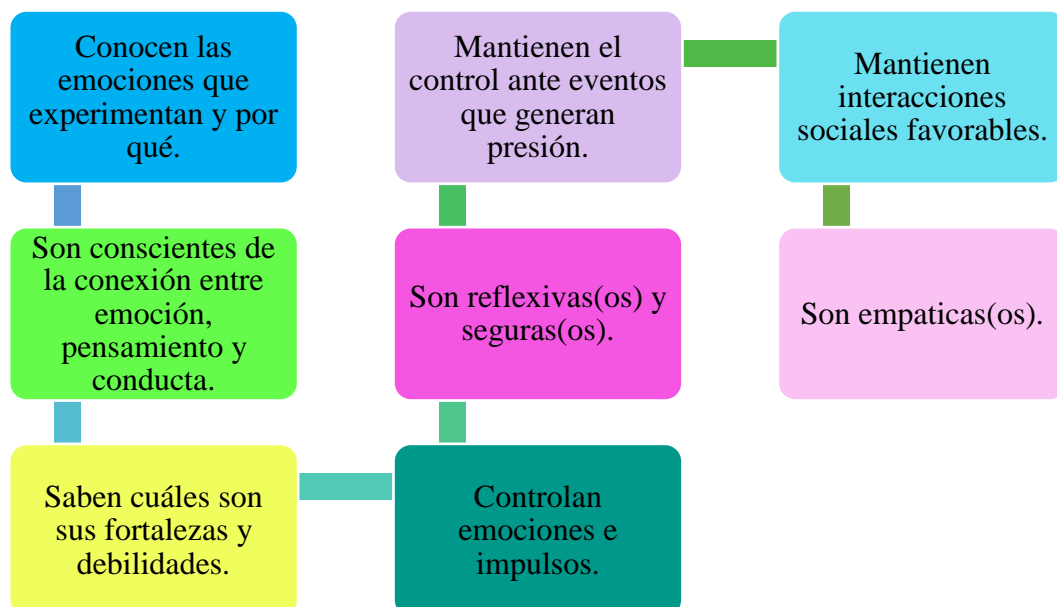 Conocen las
emociones que
experimentan y por
qué.
Son conscientes de
la conexión entre
emoción,
pensamiento y
conducta.
Saben cuáles son
sus fortalezas y
debilidades.
Controlan
emociones e
impulsos.
Son reflexivas(os) y
seguras(os).
Mantienen el
control ante eventos
que generan
presión.
Mantienen
interacciones
sociales favorables.
Son empaticas(os).